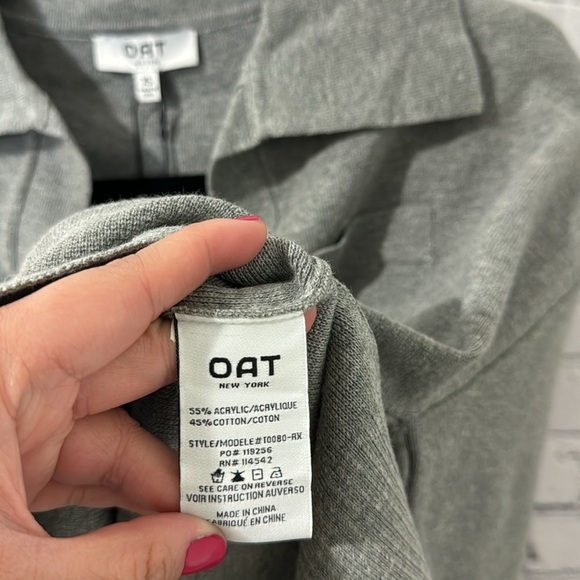 OAT
OAT
NEW YORK
55% ACRYLIC/ACRYLIQUE
45% COTTON/COTON
STYLE/MODELE#T0080-RX
PO# 119256
RN# 114542
SEE CARE ON REVERSE
VOIR INSTRUCTION AUVERSO
MADE IN CHINA
FABRIQUÉ EN CHINE